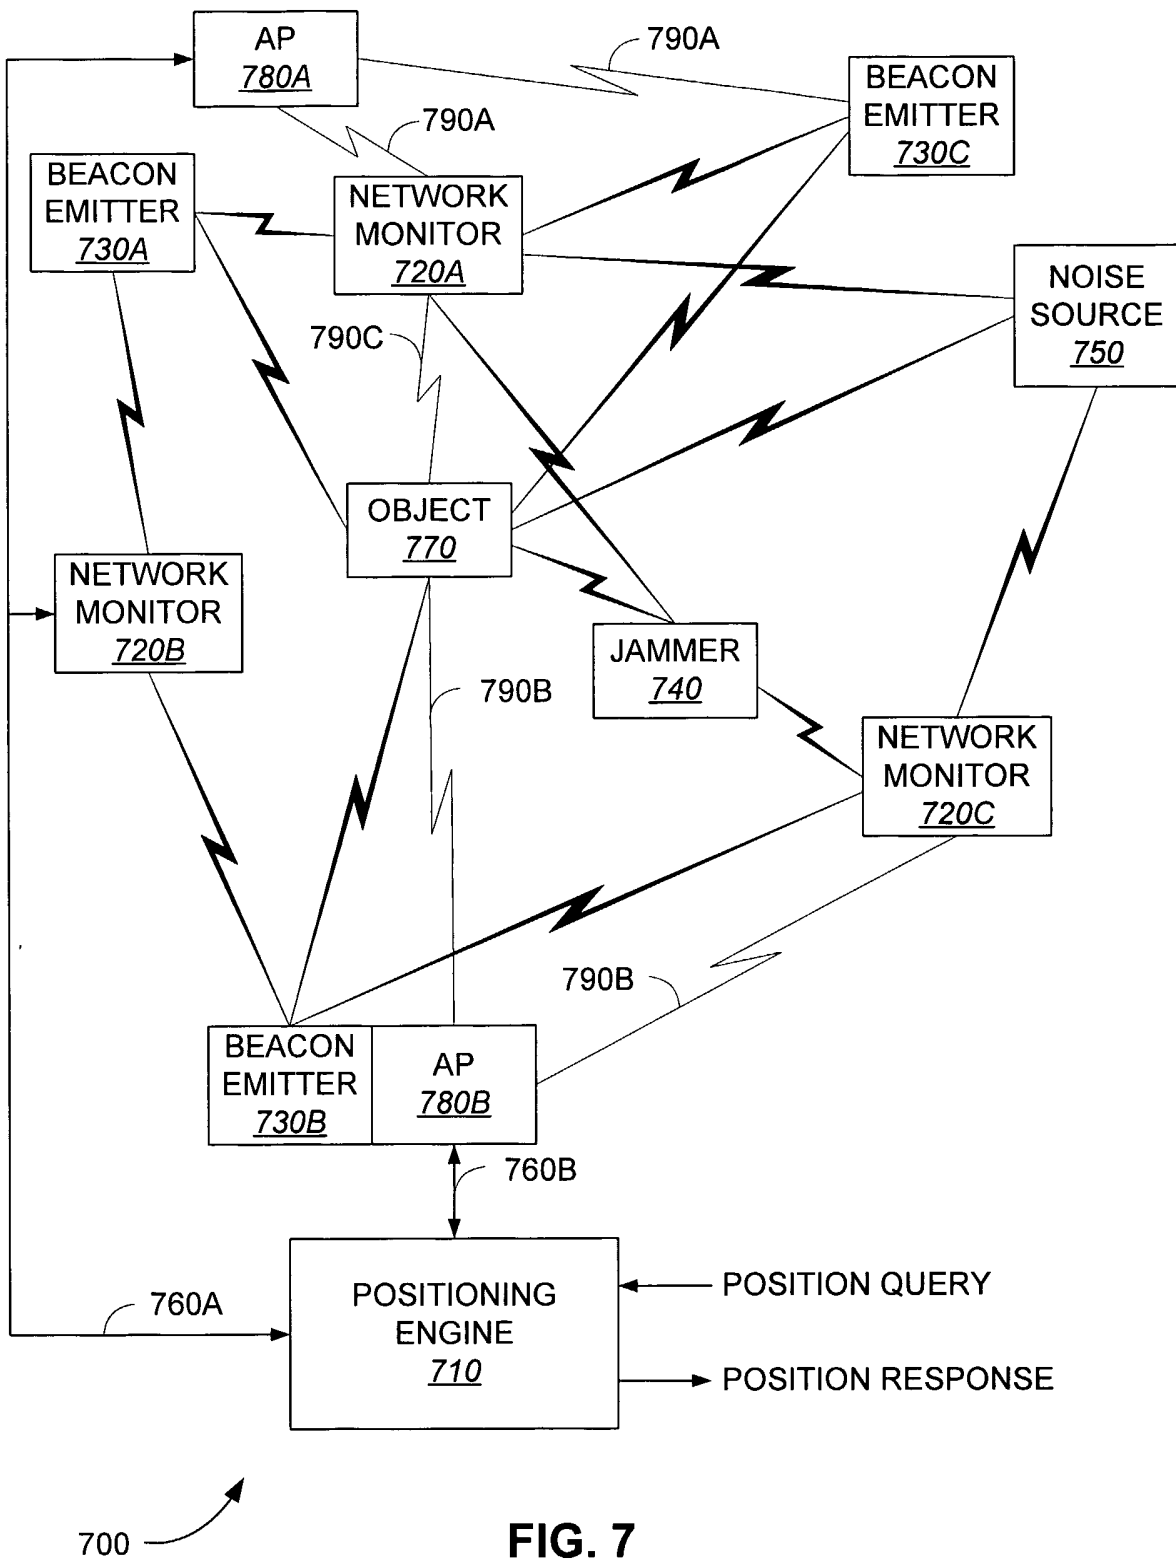 AP
780A
790A
BEACON
EMITTER
730C
790A
BEACON
EMITTER
730A
NETWORK
MONITOR
720A
NOISE
SOURCE
750
790C
OBJECT
770
NETWORK
MONITOR
720B
JAMMER
740
790B
NETWORK
MONITOR
720C
790B
BEACON
EMITTER
730B
AP
780B
760B
POSITIONING
ENGINE
710
POSITION QUERY
760A
POSITION RESPONSE
700
FIG. 7